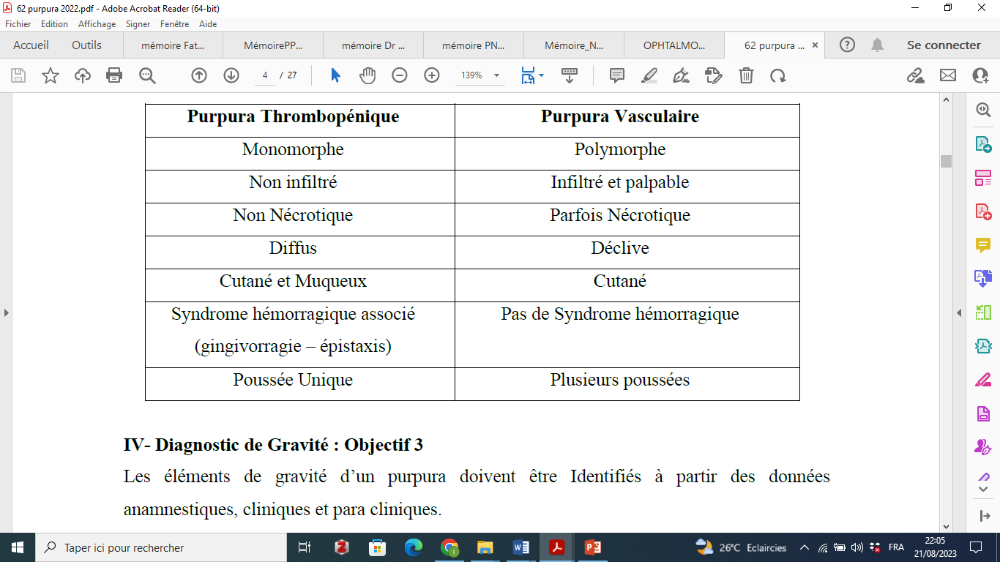 62 purpura 2022.pdf - Adobe Acrobat Reader (64-bit)
Fichier Edition Affichage Signer Fenêtre Aide
Accueil Outils mémoire Fat... MémoirePP... mémoire Dr ... mémoire PN... Mémoire_N... OPHTALMO... 62 purpura ... × Se connecter
4 / 27 139%
Purpura Thrombopénique Purpura Vasculaire
Monomorphe Polymorphe
Non infiltré Infiltré et palpable
Non Nécrotique Parfois Nécrotique
Diffus Déclive
Cutané et Muqueux Cutané
Syndrome hémorragique associé Pas de Syndrome hémorragique
(gingivorragie – épistaxis)
Poussée Unique Plusieurs poussées
IV- Diagnostic de Gravité : Objectif 3
Les éléments de gravité d’un purpura doivent être Identifiés à partir des données
anamnestiques, cliniques et para cliniques.
Taper ici pour rechercher 26°C Eclaircies FRA 22:05
21/08/2023